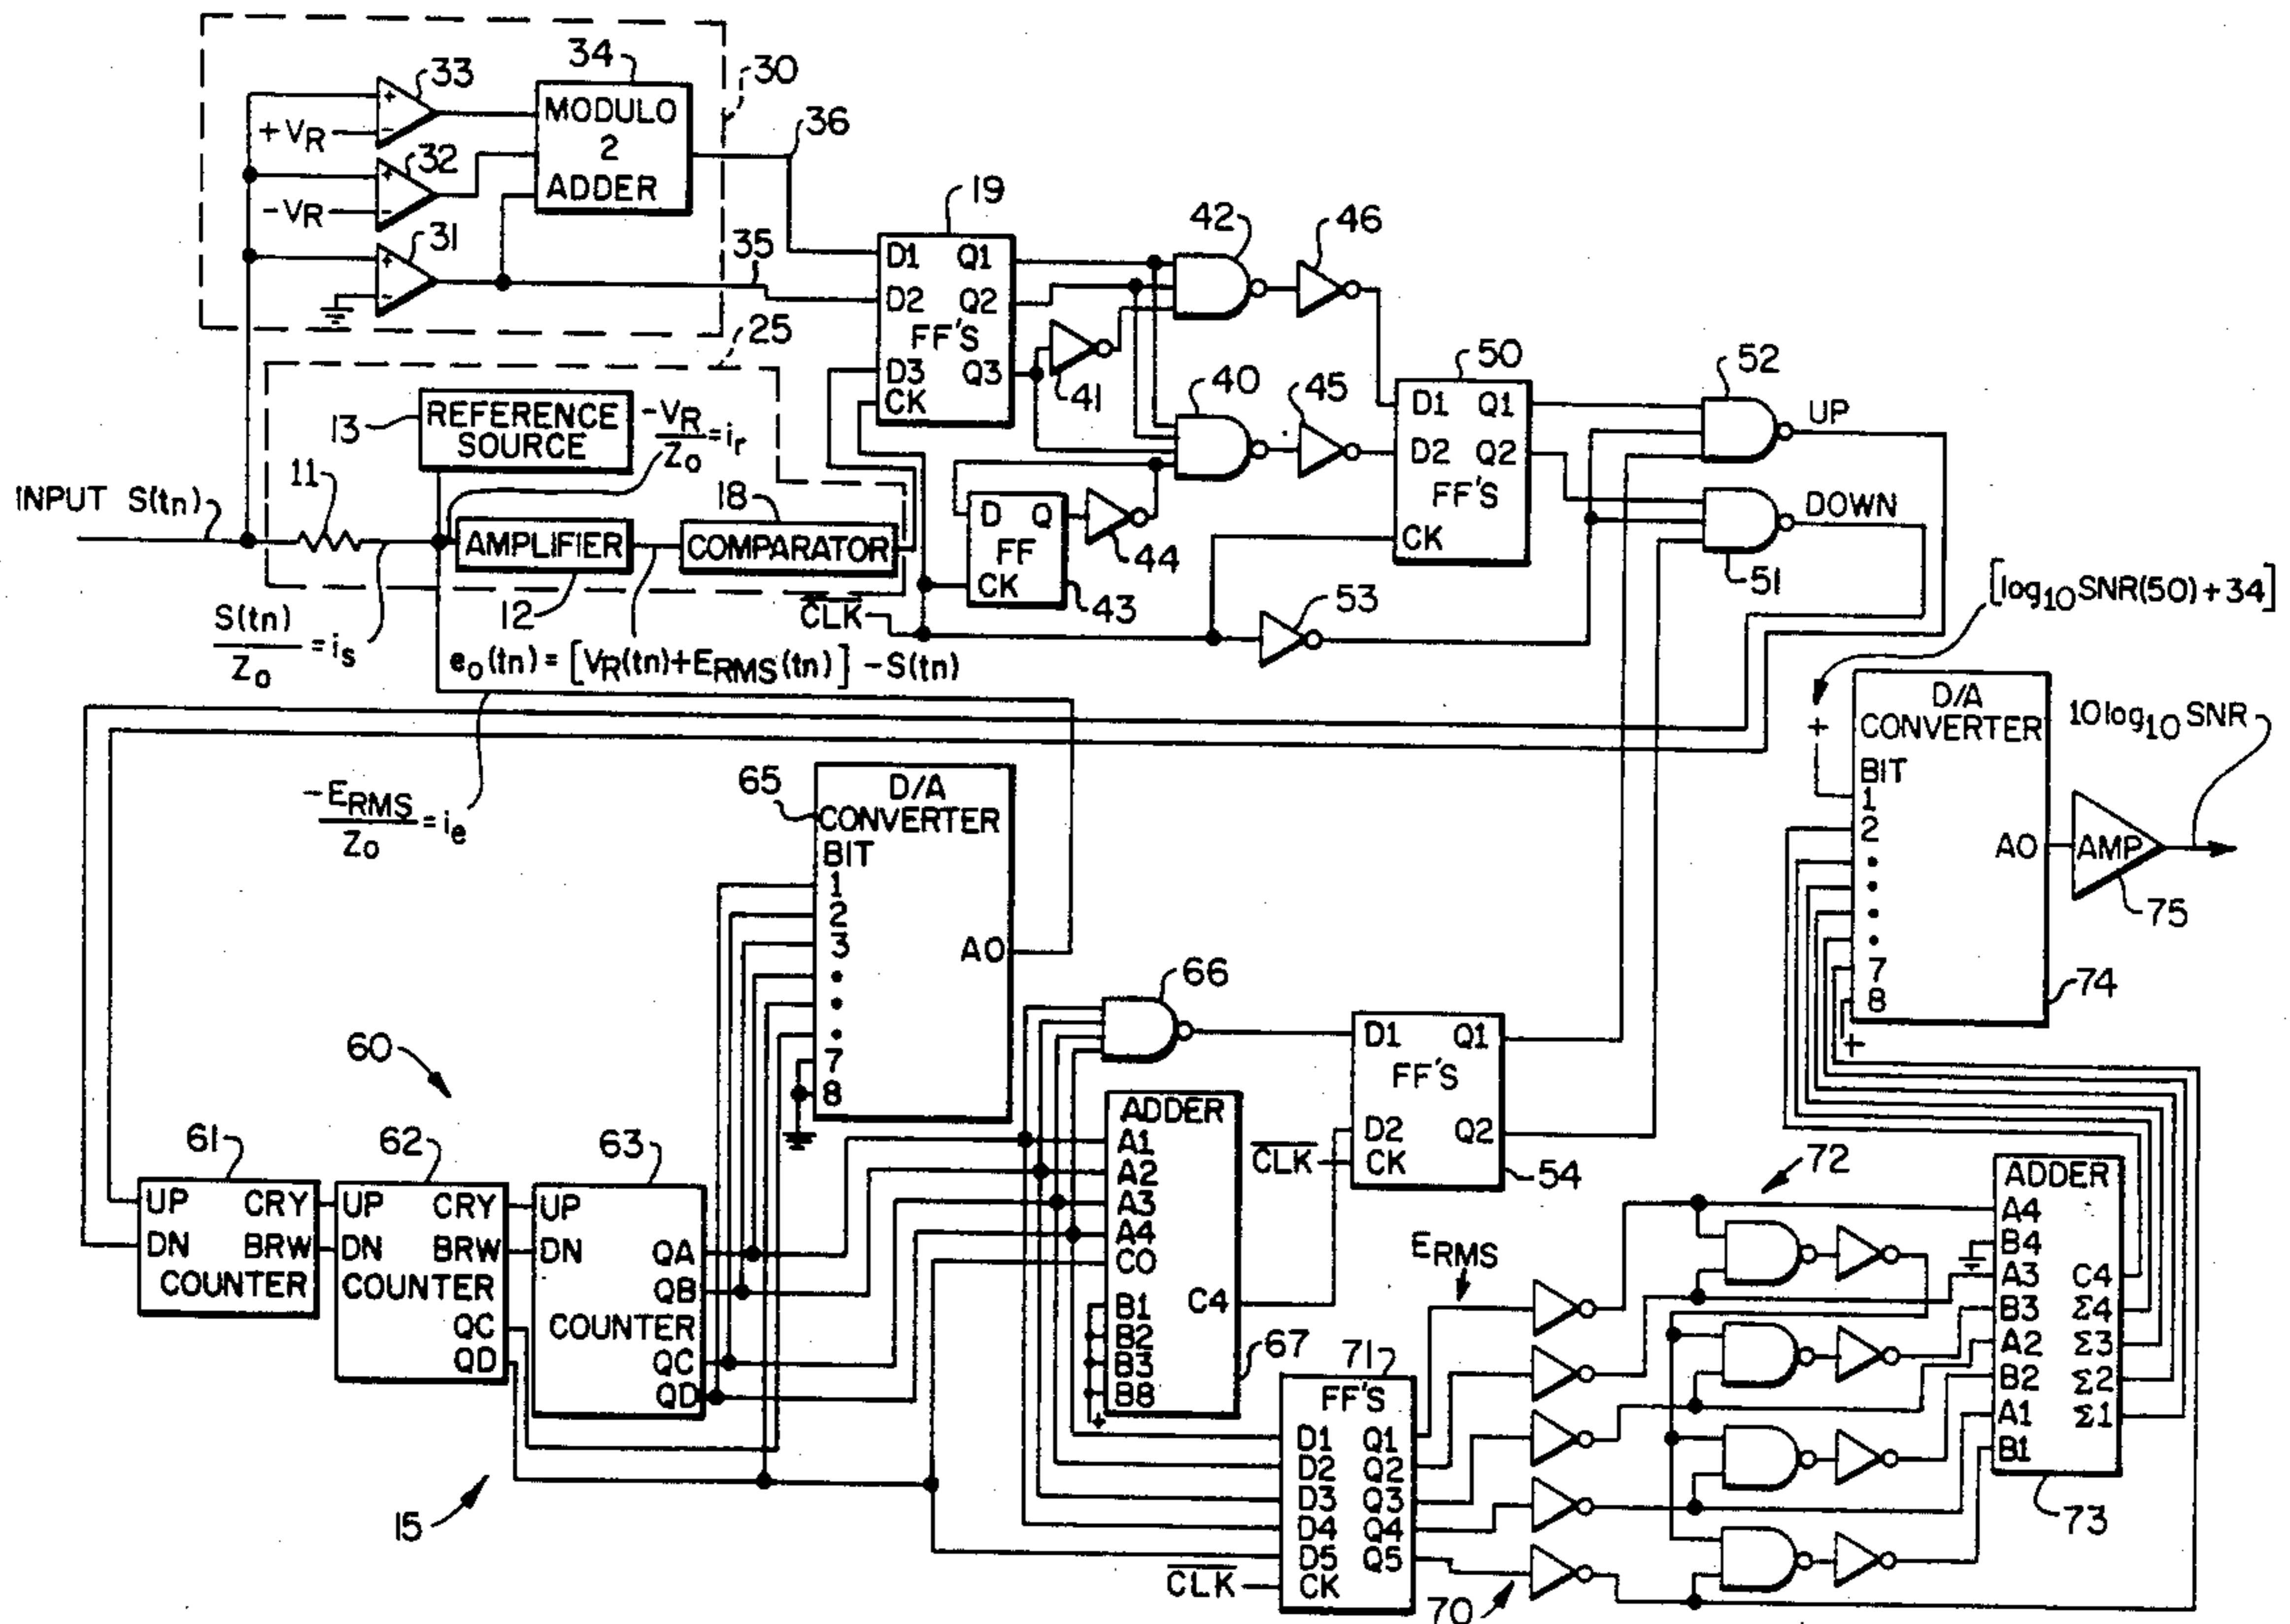 33
+VR
32
-VR
31
34
MODULO
2
ADDER
30
36
35
25
19
D1 Q1
D2 Q2
FF'S
D3 Q3
CK
41
42
46
40
45
D Q
FF
CK
43
44
50
D1 Q1
D2 Q2
FF'S
CK
52
UP
DOWN
51
53
CLK
INPUT S(tn)
11
13
REFERENCE
SOURCE
-VR/Zo = ir
AMPLIFIER
12
18
COMPARATOR
S(tn)/Zo = is
eo(tn) = [VR(tn)+ERMS(tn)] - S(tn)
-ERMS/Zo = ie
[log10 SNR(50)+34]
+
D/A
CONVERTER
BIT
1
2
•
•
•
•
7
8
+
AO
74
AMP
75
10log10 SNR
65
D/A
CONVERTER
BIT
1
2
3
•
•
•
7
8
AO
60
15
61
UP CRY
DN BRW
COUNTER
62
UP CRY
DN BRW
COUNTER
QC
QD
63
UP
DN QA
QB
COUNTER
QC
QD
66
ADDER
A1
A2
A3
A4
CO
B1 C4
B2
B3
B8
+
67
CLK
D1 Q1
FF'S
D2 Q2
CK
54
ERMS
71
FF'S
D1 Q1
D2 Q2
D3 Q3
D4 Q4
D5 Q5
CK
CLK
70
72
ADDER
A4
B4
A3 C4
B3 Σ4
A2 Σ3
B2 Σ2
A1 Σ1
B1
73